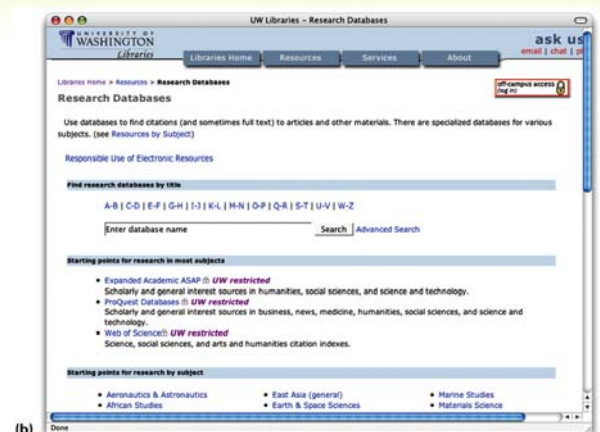 UW Libraries – Research Databases
UNIVERSITY OF
WASHINGTON
Libraries
ask us
email | chat |
Libraries Home
Resources
Services
About
Libraries Home > Resources > Research Databases
off-campus access
(log in)
Research Databases
Use databases to find citations (and sometimes full text) to articles and other materials. There are specialized databases for various
subjects. (see Resources by Subject)
Responsible Use of Electronic Resources
Find research databases by title
A-B | C-D | E-F | G-H | I-J | K-L | M-N | O-P | Q-R | S-T | U-V | W-Z
Enter database name
Search
Advanced Search
Starting points for research in most subjects
Expanded Academic ASAP UW restricted
Scholarly and general interest sources in humanities, social sciences, and science and technology.
ProQuest Databases UW restricted
Scholarly and general interest sources in business, news, medicine, humanities, social sciences, and science and
technology.
Web of Science UW restricted
Science, social sciences, and arts and humanities citation indexes.
Starting points for research by subject
Aeronautics & Astronautics
East Asia (general)
Marine Studies
African Studies
Earth & Space Sciences
Materials Science
(b)
Done